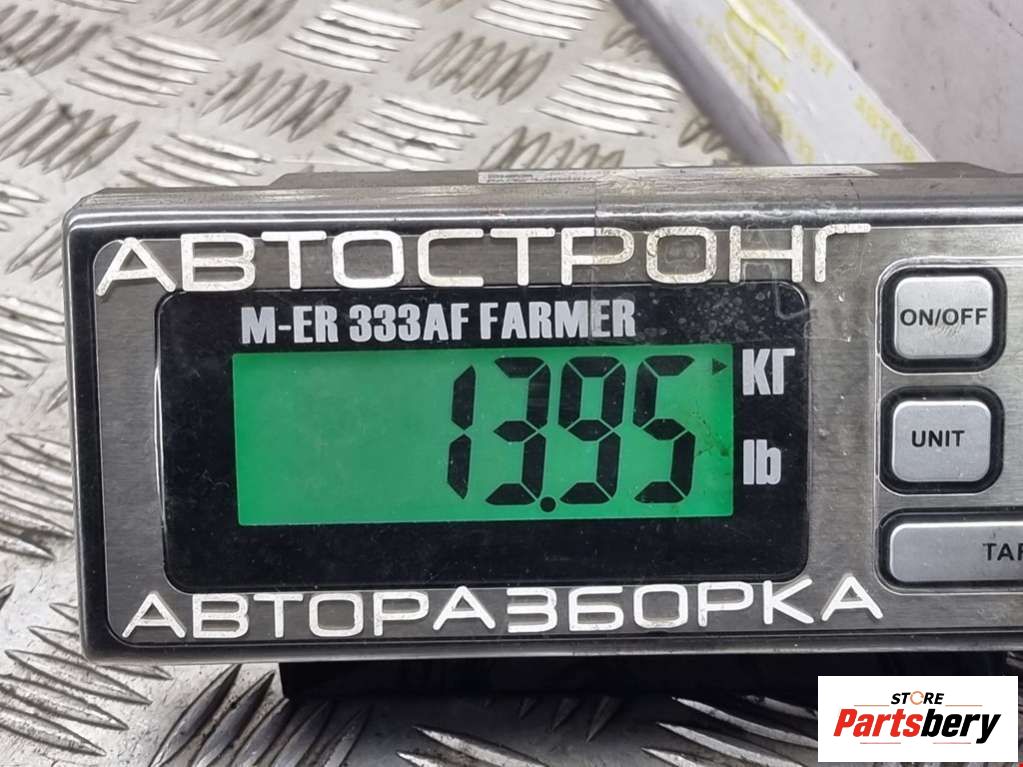 АВТОСТРОНГ
M-ER 333AF FARMER
ON/OFF
13.95
КГ
lb
UNIT
АВТОРАЗБОРКА
STORE
Partsbery